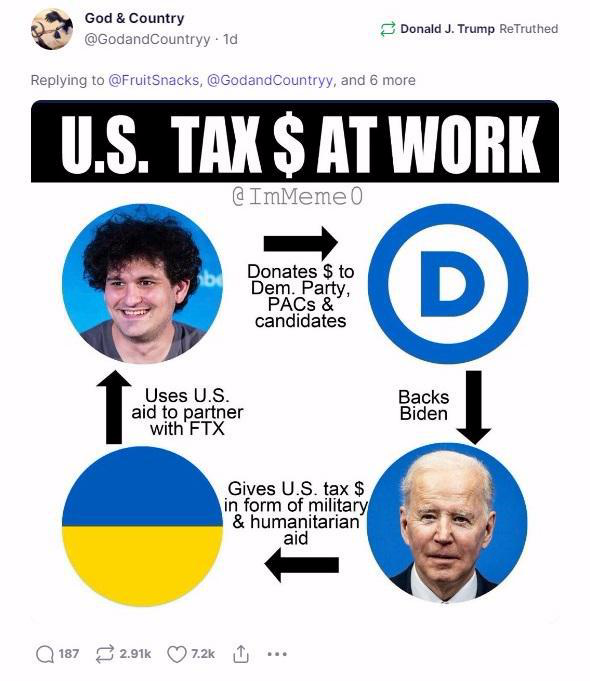 God & Country
@GodandCountryy · 1d
Donald J. Trump ReTruthed
Replying to @FruitSnacks, @GodandCountryy, and 6 more
U.S. TAX $ AT WORK
@ImMeme0
Donates $ to
Dem. Party,
PACs &
candidates
D
Uses U.S.
aid to partner
with FTX
Backs
Biden
Gives U.S. tax $
in form of military
& humanitarian
aid
187
2.91k
7.2k